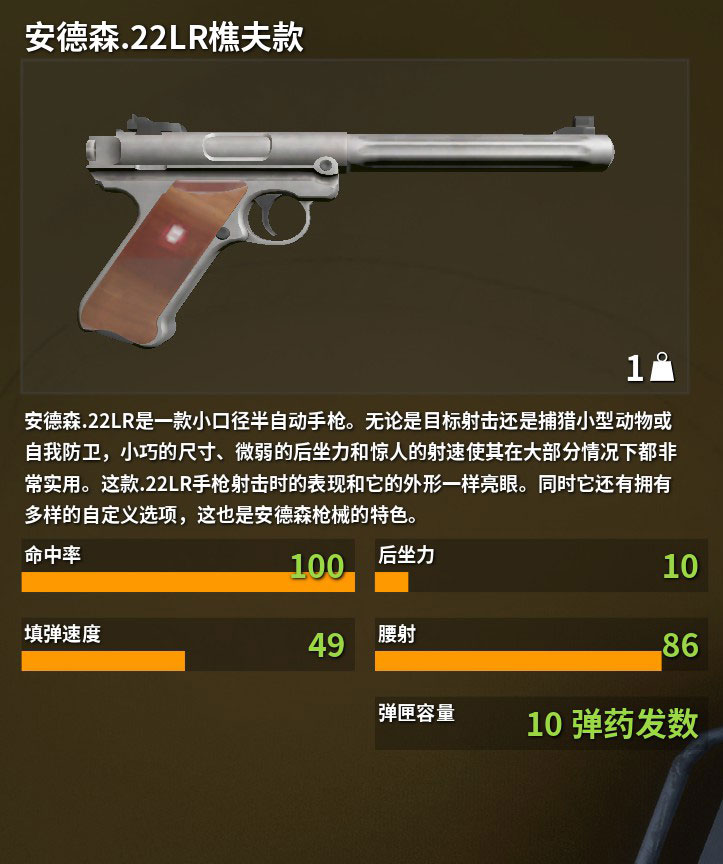 安德森.22LR樵夫款
1
安德森.22LR是一款小口径半自动手枪。无论是目标射击还是捕猎小型动物或
自我防卫，小巧的尺寸、微弱的后坐力和惊人的射速使其在大部分情况下都非
常实用。这款.22LR手枪射击时的表现和它的外形一样亮眼。同时它还有拥有
多样的自定义选项，这也是安德森枪械的特色。
命中率 100
后坐力 10
填弹速度 49
腰射 86
弹匣容量 10 弹药发数